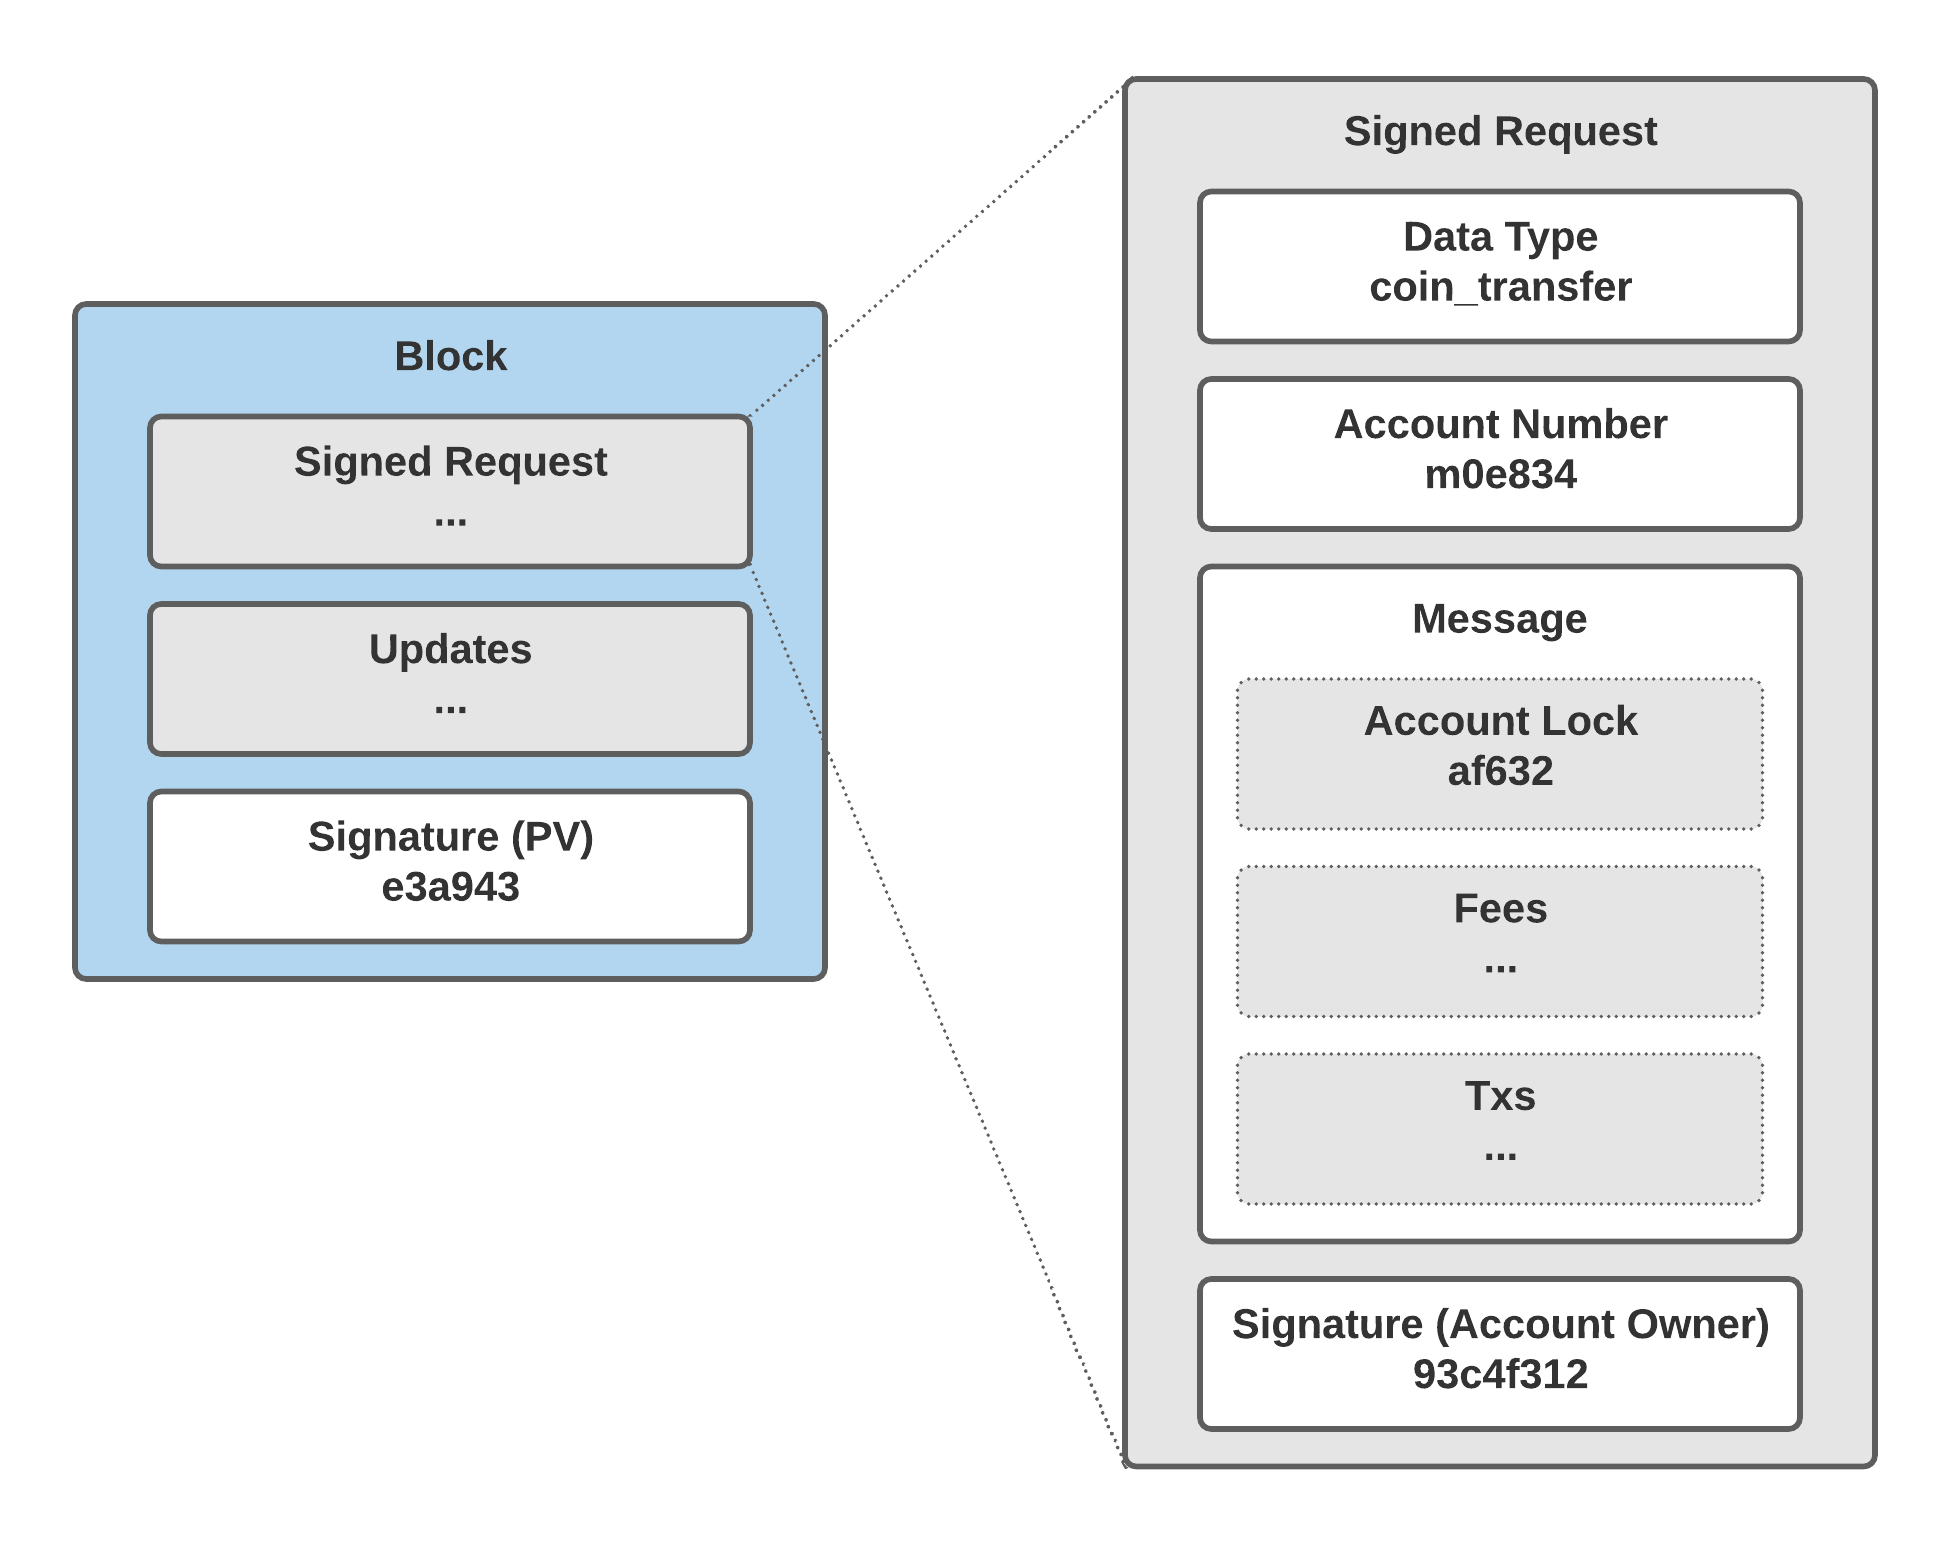 Block
Signed Request
...
Updates
...
Signature (PV)
e3a943
Signed Request
Data Type
coin_transfer
Account Number
m0e834
Message
Account Lock
af632
Fees
...
Txs
...
Signature (Account Owner)
93c4f312